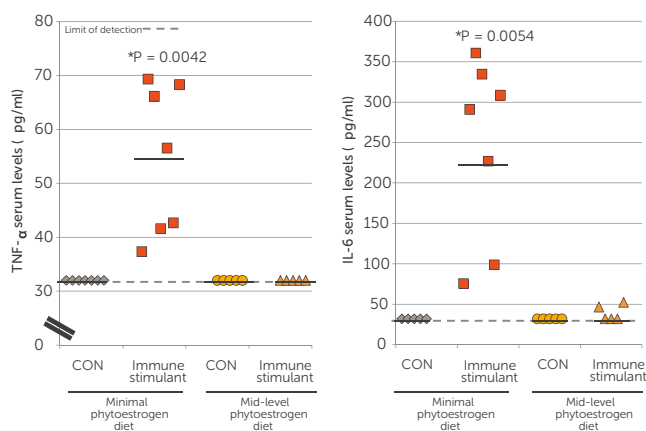 80
Limit of detection
*P = 0.0042
70
60
50
40
30
0
TNF-α serum levels ( pg/ml)
CON
Immune
stimulant
CON
Immune
stimulant
Minimal
phytoestrogen
diet
Mid-level
phytoestrogen
diet
400
*P = 0.0054
350
300
250
200
150
100
50
0
IL-6 serum levels ( pg/ml)
CON
Immune
stimulant
CON
Immune
stimulant
Minimal
phytoestrogen
diet
Mid-level
phytoestrogen
diet